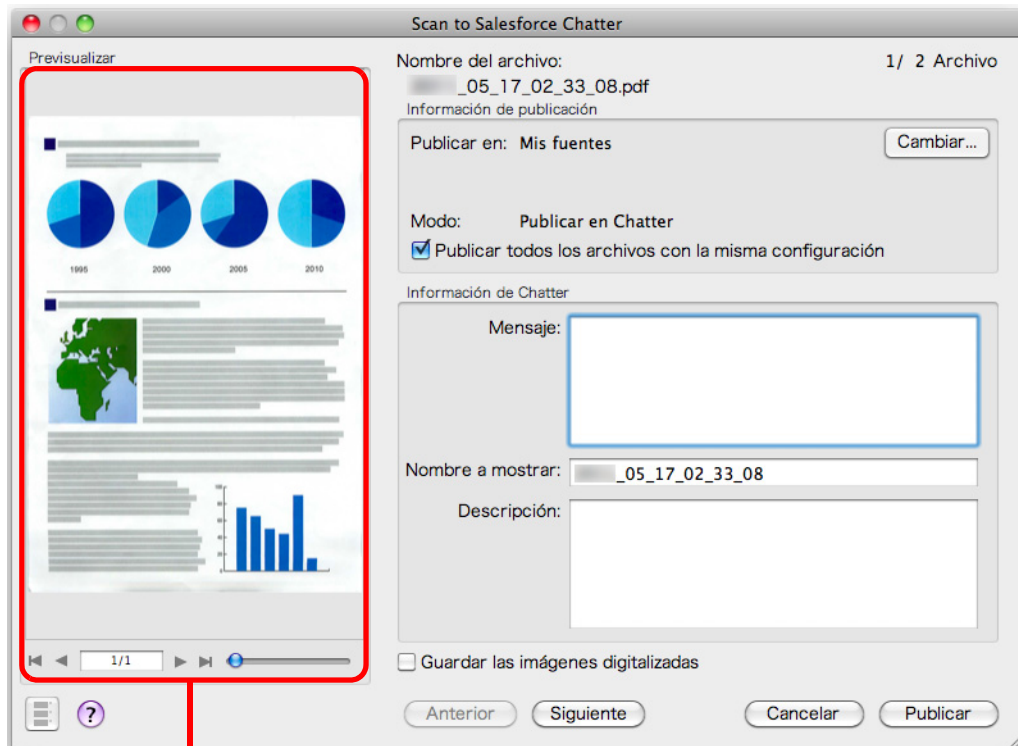 Scan to Salesforce Chatter
Previsualizar
1995 2000 2005 2010
1/1
Nombre del archivo:
1/ 2 Archivo
_05_17_02_33_08.pdf
Información de publicación
Publicar en: Mis fuentes
Cambiar...
Modo: Publicar en Chatter
Publicar todos los archivos con la misma configuración
Información de Chatter
Mensaje:
Nombre a mostrar: _05_17_02_33_08
Descripción:
Guardar las imágenes digitalizadas
?
Anterior Siguiente Cancelar Publicar